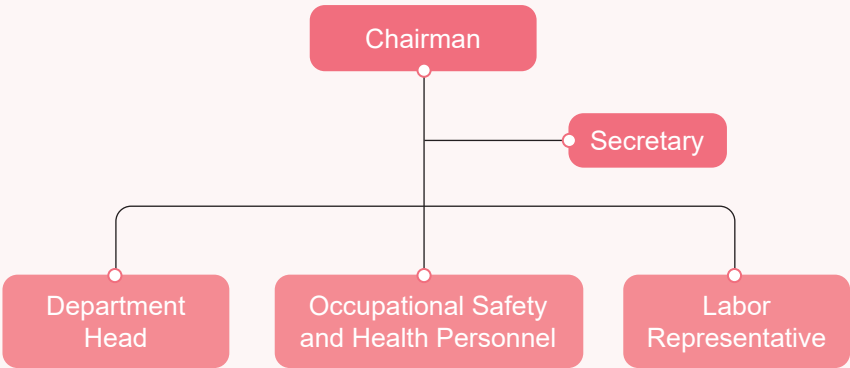 Chairman
Secretary
Department
Head
Occupational Safety
and Health Personnel
Labor
Representative